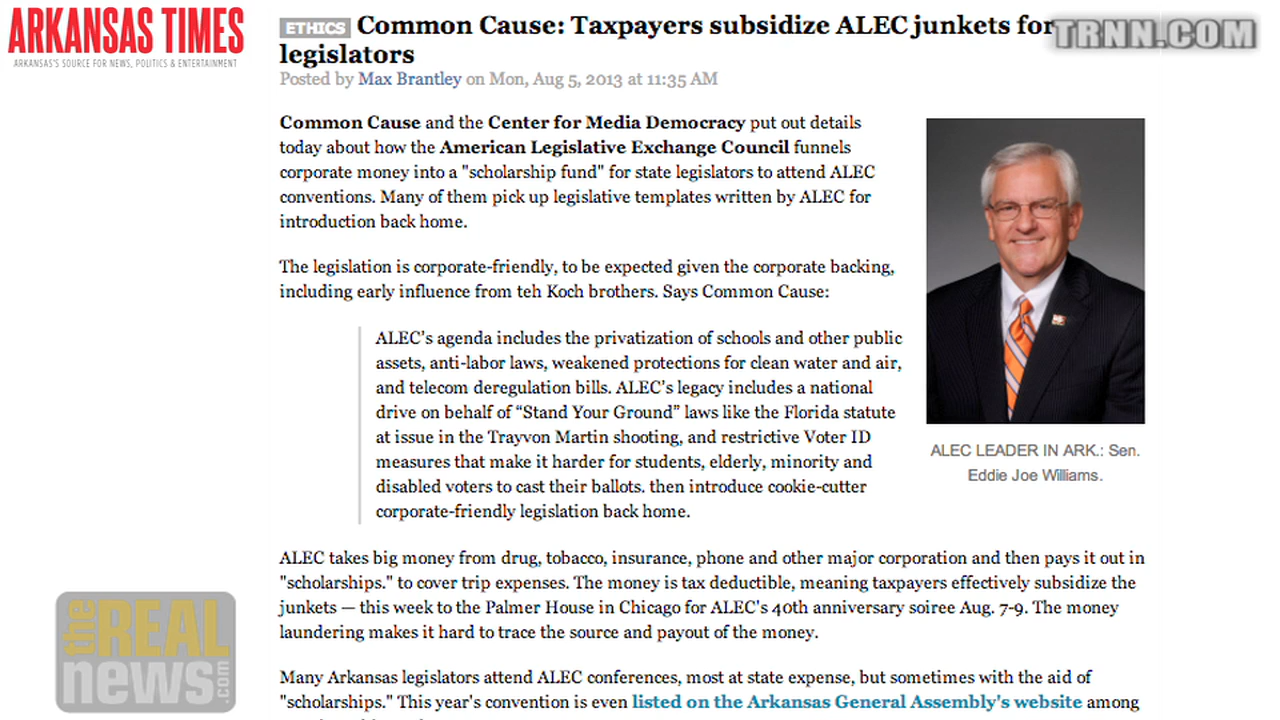 ARKANSAS TIMES
ARKANSAS'S SOURCE FOR NEWS, POLITICS & ENTERTAINMENT
ETHICS Common Cause: Taxpayers subsidize ALEC junkets for
legislators
TRNN.COM
Posted by Max Brantley on Mon, Aug 5, 2013 at 11:35 AM
Common Cause and the Center for Media Democracy put out details
today about how the American Legislative Exchange Council funnels
corporate money into a "scholarship fund" for state legislators to attend ALEC
conventions. Many of them pick up legislative templates written by ALEC for
introduction back home.
The legislation is corporate-friendly, to be expected given the corporate backing,
including early influence from teh Koch brothers. Says Common Cause:
ALEC's agenda includes the privatization of schools and other public
assets, anti-labor laws, weakened protections for clean water and air,
and telecom deregulation bills. ALEC's legacy includes a national
drive on behalf of “Stand Your Ground” laws like the Florida statute
at issue in the Trayvon Martin shooting, and restrictive Voter ID
measures that make it harder for students, elderly, minority and
disabled voters to cast their ballots. then introduce cookie-cutter
corporate-friendly legislation back home.
ALEC LEADER IN ARK.: Sen.
Eddie Joe Williams.
ALEC takes big money from drug, tobacco, insurance, phone and other major corporation and then pays it out in
"scholarships." to cover trip expenses. The money is tax deductible, meaning taxpayers effectively subsidize the
junkets — this week to the Palmer House in Chicago for ALEC's 40th anniversary soiree Aug. 7-9. The money
laundering makes it hard to trace the source and payout of the money.
Many Arkansas legislators attend ALEC conferences, most at state expense, but sometimes with the aid of
"scholarships." This year's convention is even listed on the Arkansas General Assembly's website among
the REAL
news.com